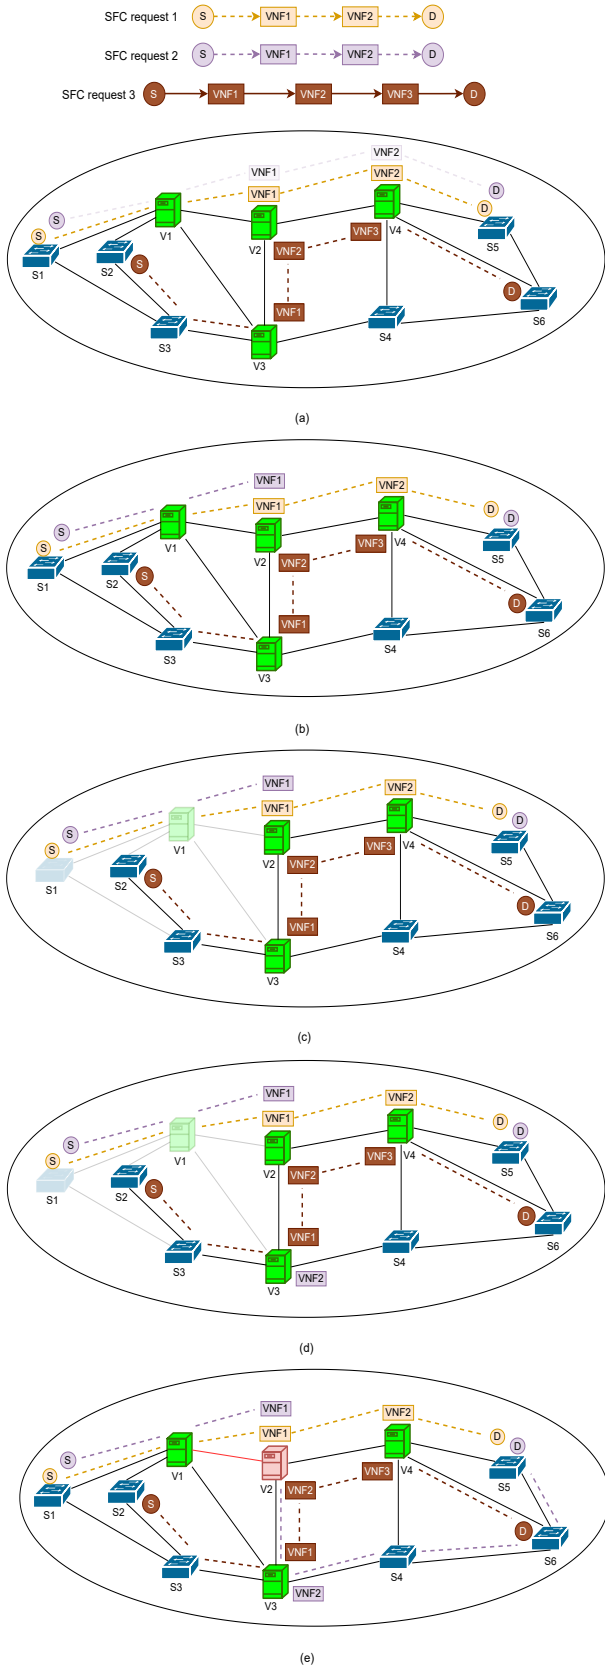 SFC request 1 S VNF1 VNF2 D
SFC request 2 S VNF1 VNF2 D
SFC request 3 S VNF1 VNF2 VNF3 D
VNF2
VNF1
VNF2
D
VNF1
S
D
S
V1
V4
VNF3
S5
V2
VNF2
S
S1
S2
D
VNF1
S6
S3
S4
V3
(a)
VNF1
VNF2
VNF1
D
D
S
S
V1
V4
VNF3
V2
S5
VNF2
S
S1
S2
D
VNF1
S6
S3
S4
V3
(b)
VNF1
VNF2
VNF1
D
D
S
S
V1
V4
VNF3
V2
S5
VNF2
S
S1
S2
D
VNF1
S6
S3
S4
V3
(c)
VNF1
VNF2
VNF1
D
D
S
S
V1
V4
VNF3
V2
S5
VNF2
S
S1
S2
D
VNF1
S6
S3
S4
V3
VNF2
(d)
VNF1
VNF2
VNF1
D
D
S
S
V1
V4
VNF3
V2
S5
VNF2
S
S1
S2
D
VNF1
S6
S3
S4
V3
VNF2
(e)